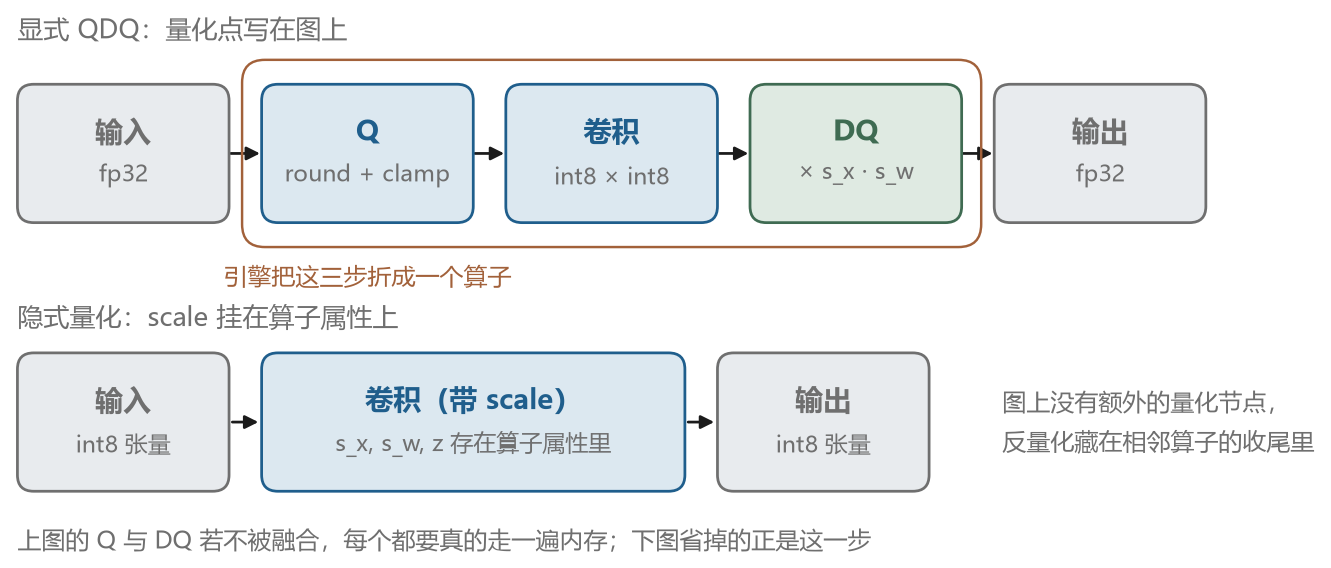 显式 QDQ：量化点写在图上
输入
fp32
Q
round + clamp
卷积
int8 × int8
DQ
× s_x · s_w
输出
fp32
引擎把这三步折成一个算子
隐式量化：scale 挂在算子属性上
输入
int8 张量
卷积（带 scale）
s_x, s_w, z 存在算子属性里
输出
int8 张量
图上没有额外的量化节点，
反量化藏在相邻算子的收尾里
上图的 Q 与 DQ 若不被融合，每个都要真的走一遍内存；下图省掉的正是这一步